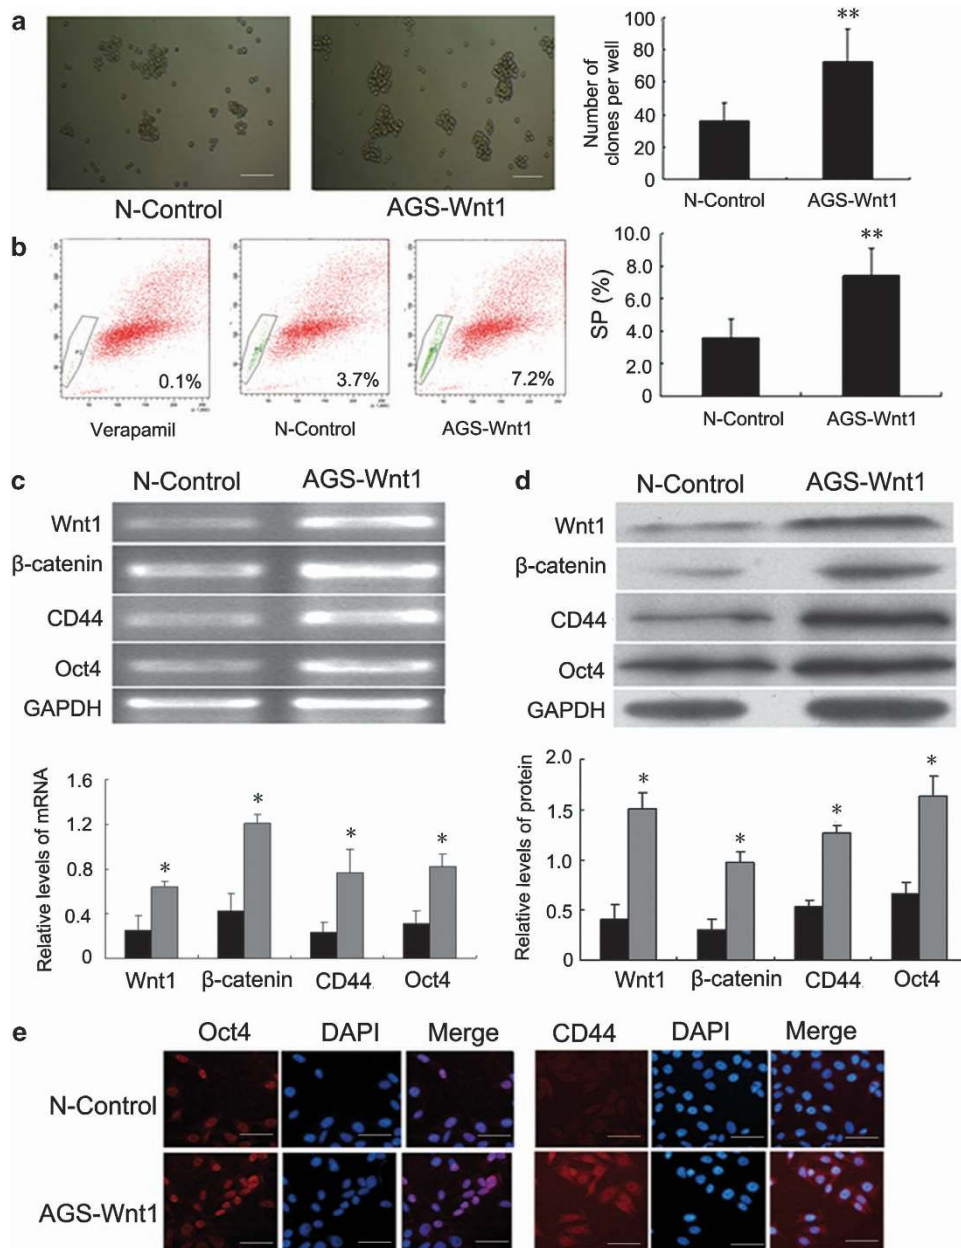 a
N-Control
AGS-Wnt1
Number of
clones per well
100
80
60
40
20
0
**
N-Control
AGS-Wnt1
b
0.1%
3.7%
7.2%
Verapamil
N-Control
AGS-Wnt1
SP (%)
10.0
8.0
6.0
4.0
2.0
0.0
**
N-Control
AGS-Wnt1
c
N-Control
AGS-Wnt1
Wnt1
β-catenin
CD44
Oct4
GAPDH
Relative levels of mRNA
1.6
1.2
0.8
0.4
0
*
*
*
*
Wnt1
β-catenin
CD44
Oct4
d
N-Control
AGS-Wnt1
Wnt1
β-catenin
CD44
Oct4
GAPDH
Relative levels of protein
2.0
1.5
1.0
0.5
0.0
*
*
*
*
Wnt1
β-catenin
CD44
Oct4
e
Oct4 DAPI Merge CD44 DAPI Merge
N-Control
AGS-Wnt1